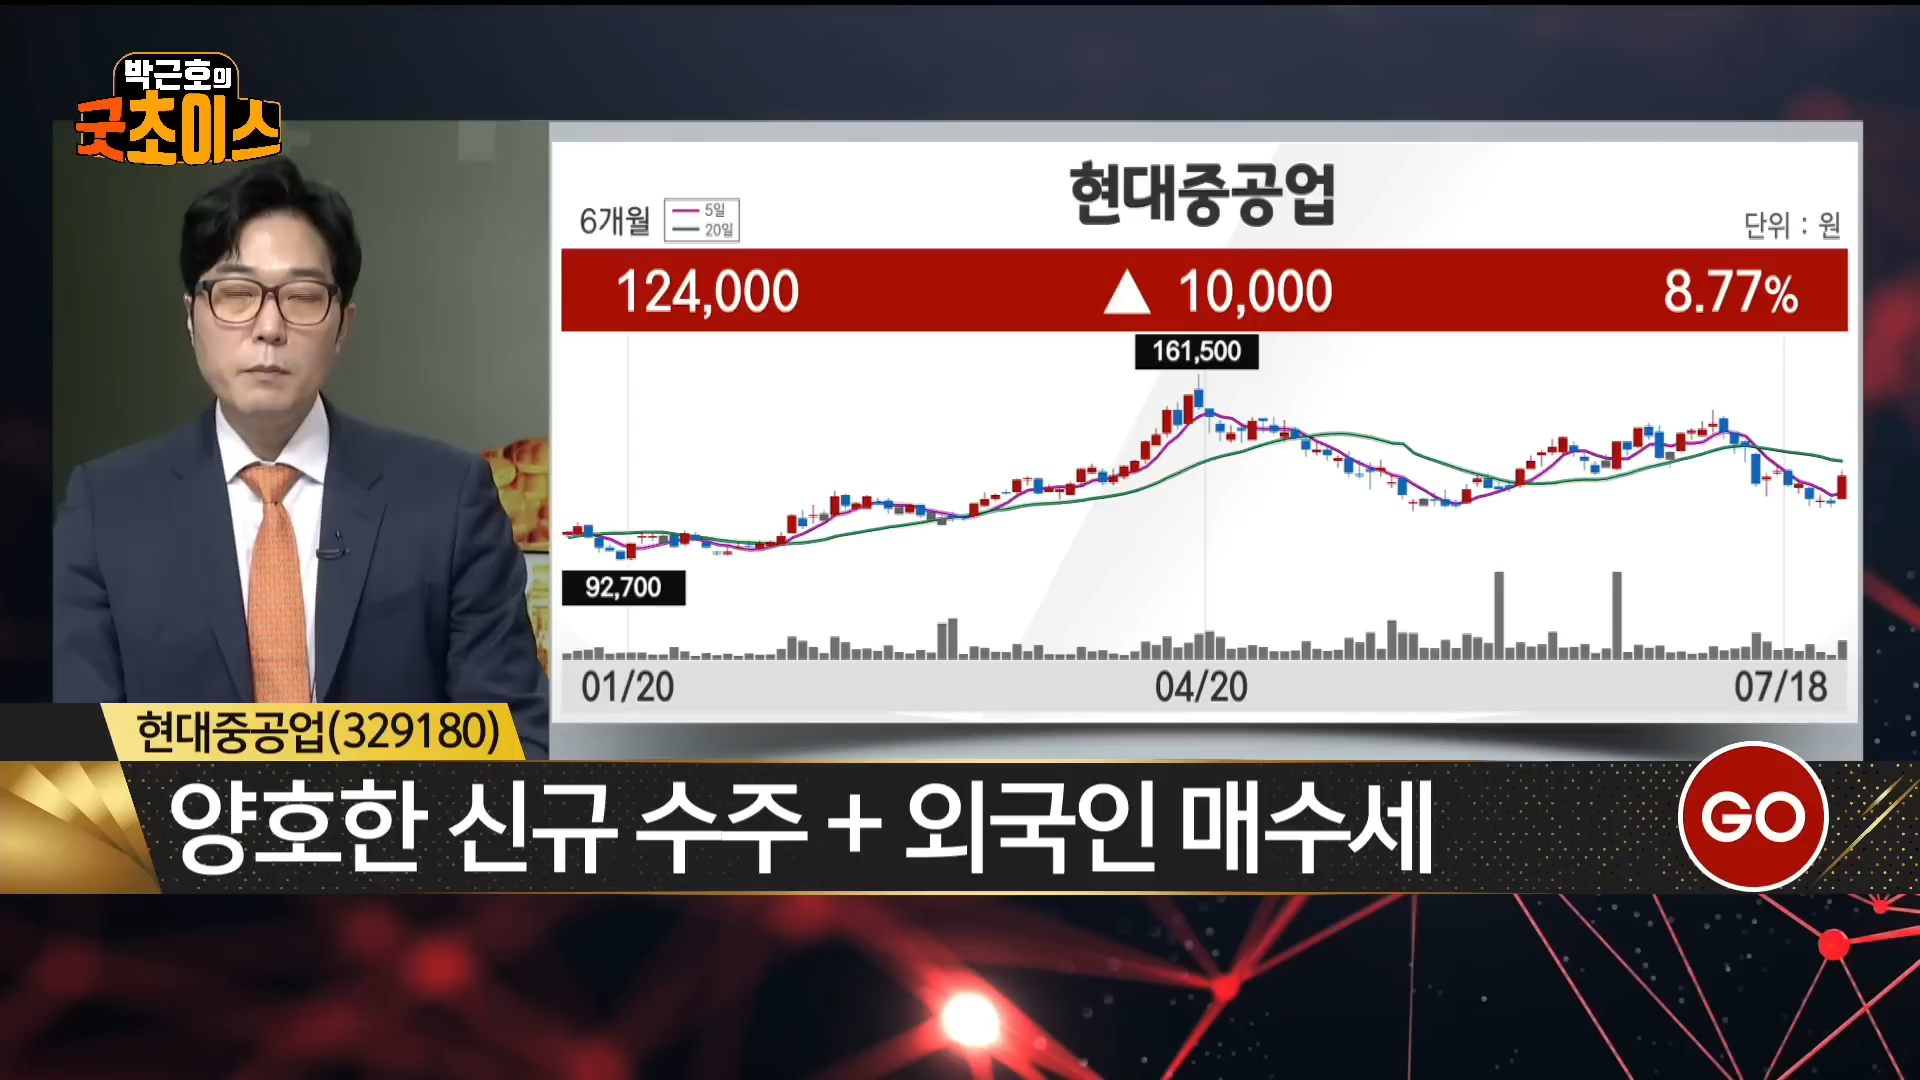 박근호의
굿초이스
현대중공업
6개월
5일
20일
단위 : 원
124,000 ▲ 10,000 8.77%
161,500
92,700
01/20 04/20 07/18
현대중공업(329180)
양호한 신규 수주 + 외국인 매수세
GO